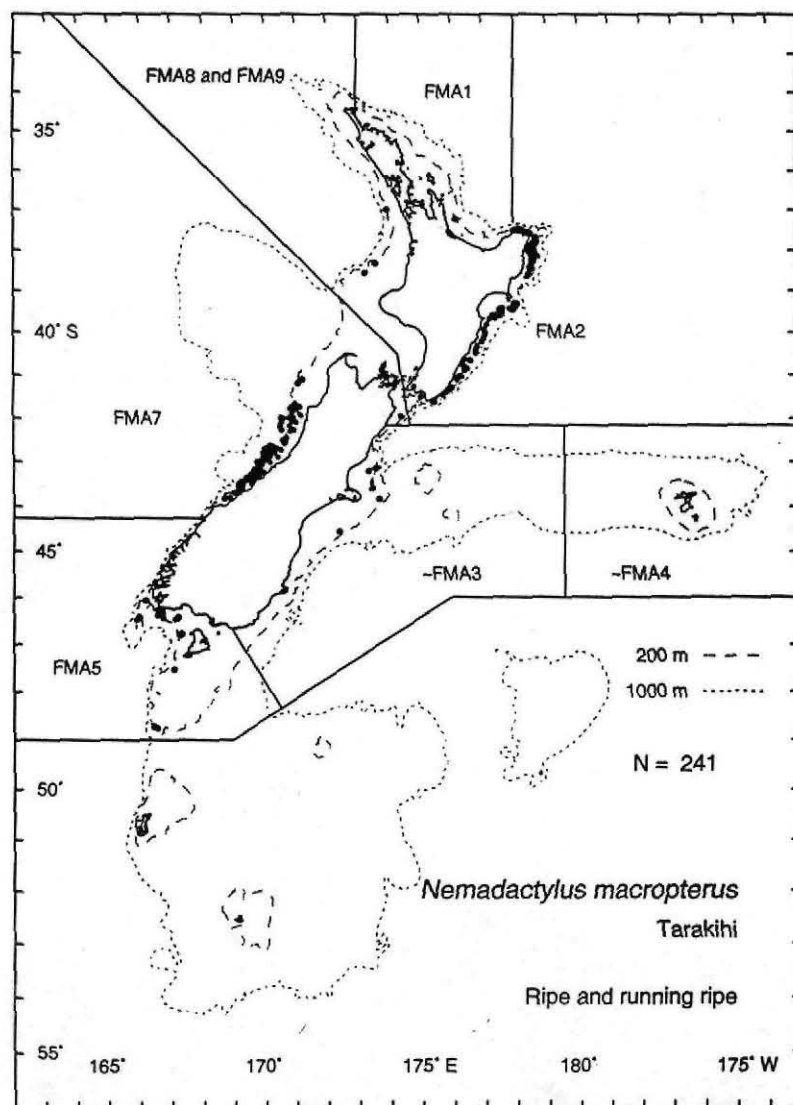 FMA8 and FMA9
FMA1
35°
40° S
FMA2
FMA7
45°
~FMA3
~FMA4
FMA5
200 m
1000 m
N = 241
50°
Nemadactylus macropterus
Tarakihi
Ripe and running ripe
55°
165° 170° 175° E 180° 175° W